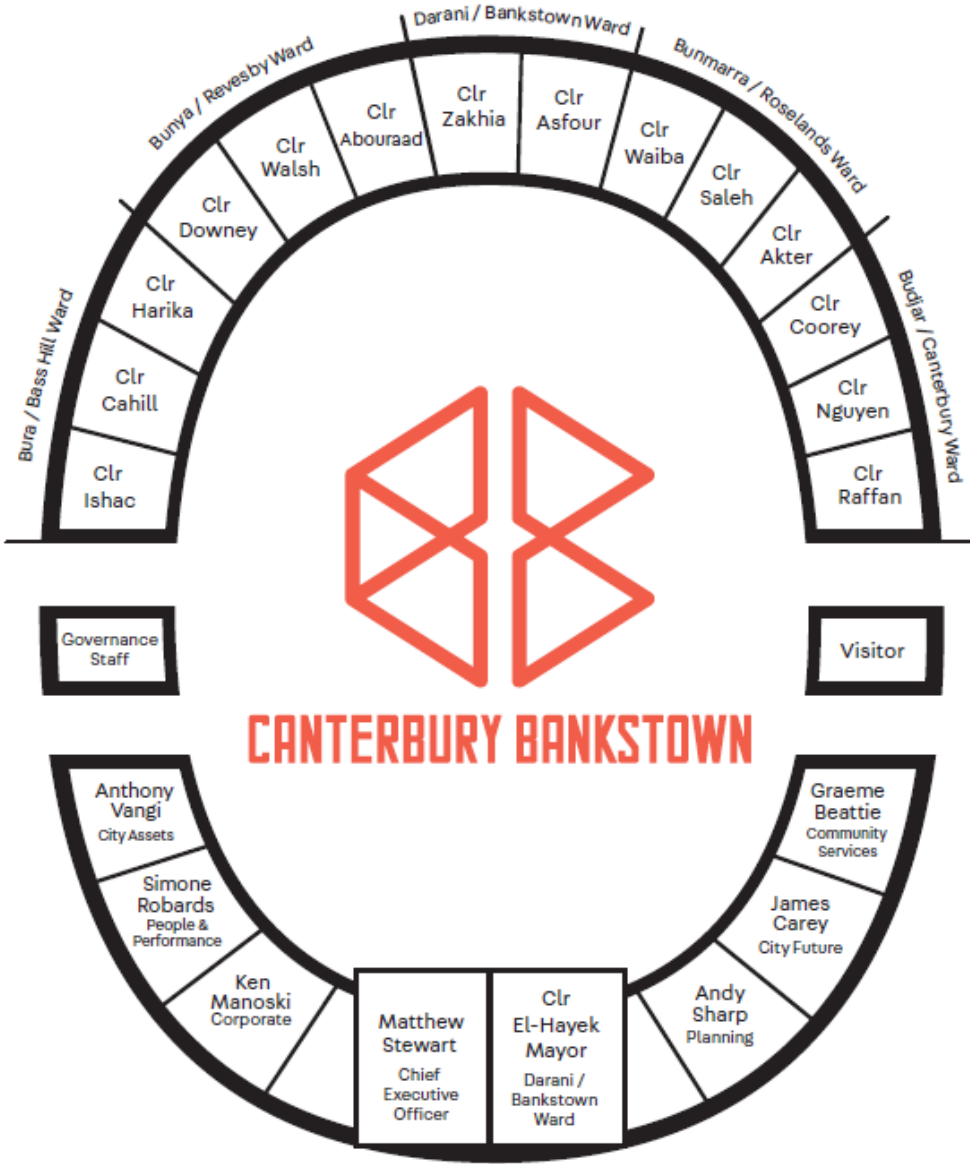 Darani / Bankstown Ward
Bunya / Revesby Ward
Bunmarra / Roselands Ward
Bura / Bass Hill Ward
Budjar / Canterbury Ward
Clr
Ishac
Clr
Cahill
Clr
Harika
Clr
Downey
Clr
Walsh
Clr
Abouraad
Clr
Zakhia
Clr
Asfour
Clr
Waiba
Clr
Saleh
Clr
Akter
Clr
Coorey
Clr
Nguyen
Clr
Raffan
Governance
Staff
Visitor
CANTERBURY BANKSTOWN
Anthony
Vangi
City Assets
Simone
Robards
People &
Performance
Ken
Manoski
Corporate
Matthew
Stewart
Chief
Executive
Officer
Clr
El-Hayek
Mayor
Darani /
Bankstown
Ward
Andy
Sharp
Planning
James
Carey
City Future
Graeme
Beattie
Community
Services